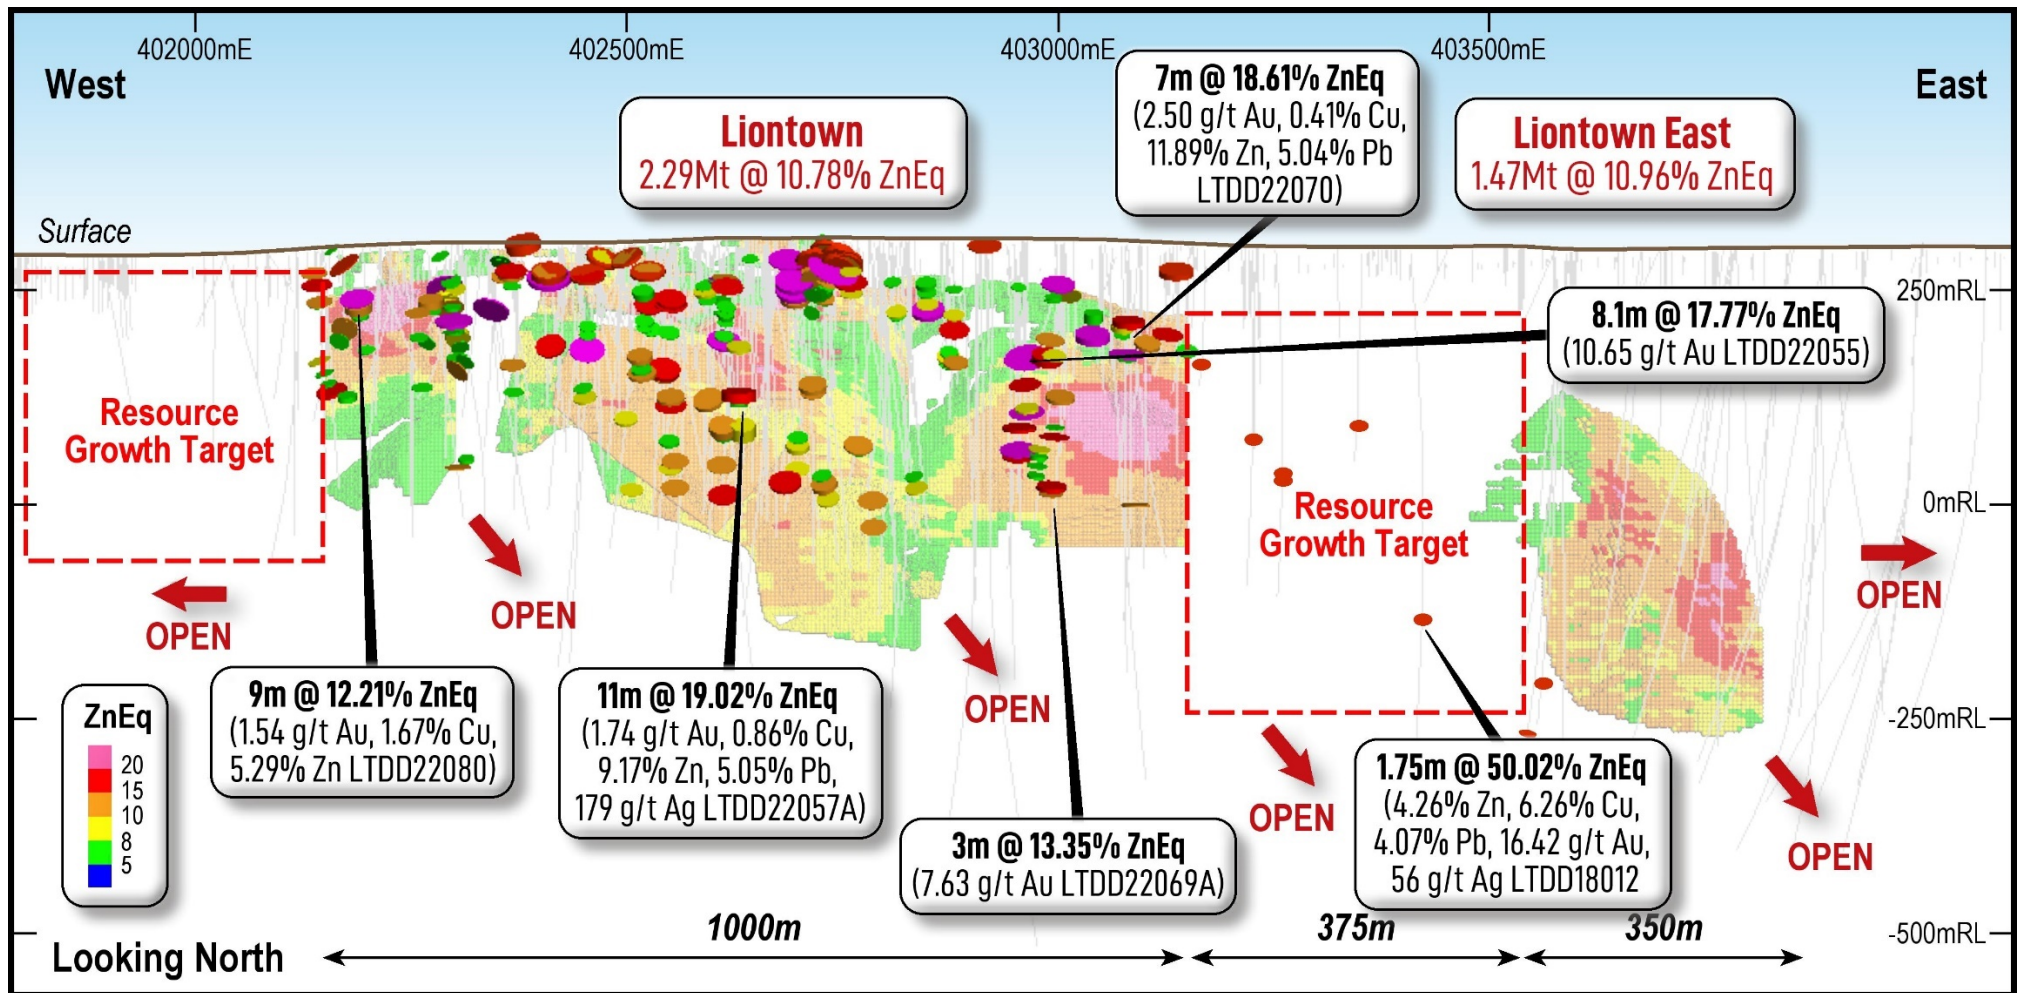 402000mE
402500mE
403000mE
403500mE
West
East
Liontown
2.29Mt @ 10.78% ZnEq
7m @ 18.61% ZnEq
(2.50 g/t Au, 0.41% Cu,
11.89% Zn, 5.04% Pb
LTDD22070)
Liontown East
1.47Mt @ 10.96% ZnEq
Surface
250mRL
8.1m @ 17.77% ZnEq
(10.65 g/t Au LTDD22055)
Resource
Growth Target
Resource
Growth Target
0mRL
OPEN
OPEN
OPEN
OPEN
OPEN
OPEN
-250mRL
9m @ 12.21% ZnEq
(1.54 g/t Au, 1.67% Cu,
5.29% Zn LTDD22080)
11m @ 19.02% ZnEq
(1.74 g/t Au, 0.86% Cu,
9.17% Zn, 5.05% Pb,
179 g/t Ag LTDD22057A)
3m @ 13.35% ZnEq
(7.63 g/t Au LTDD22069A)
1.75m @ 50.02% ZnEq
(4.26% Zn, 6.26% Cu,
4.07% Pb, 16.42 g/t Au,
56 g/t Ag LTDD18012
ZnEq
20
15
10
8
5
-500mRL
Looking North
1000m
375m
350m